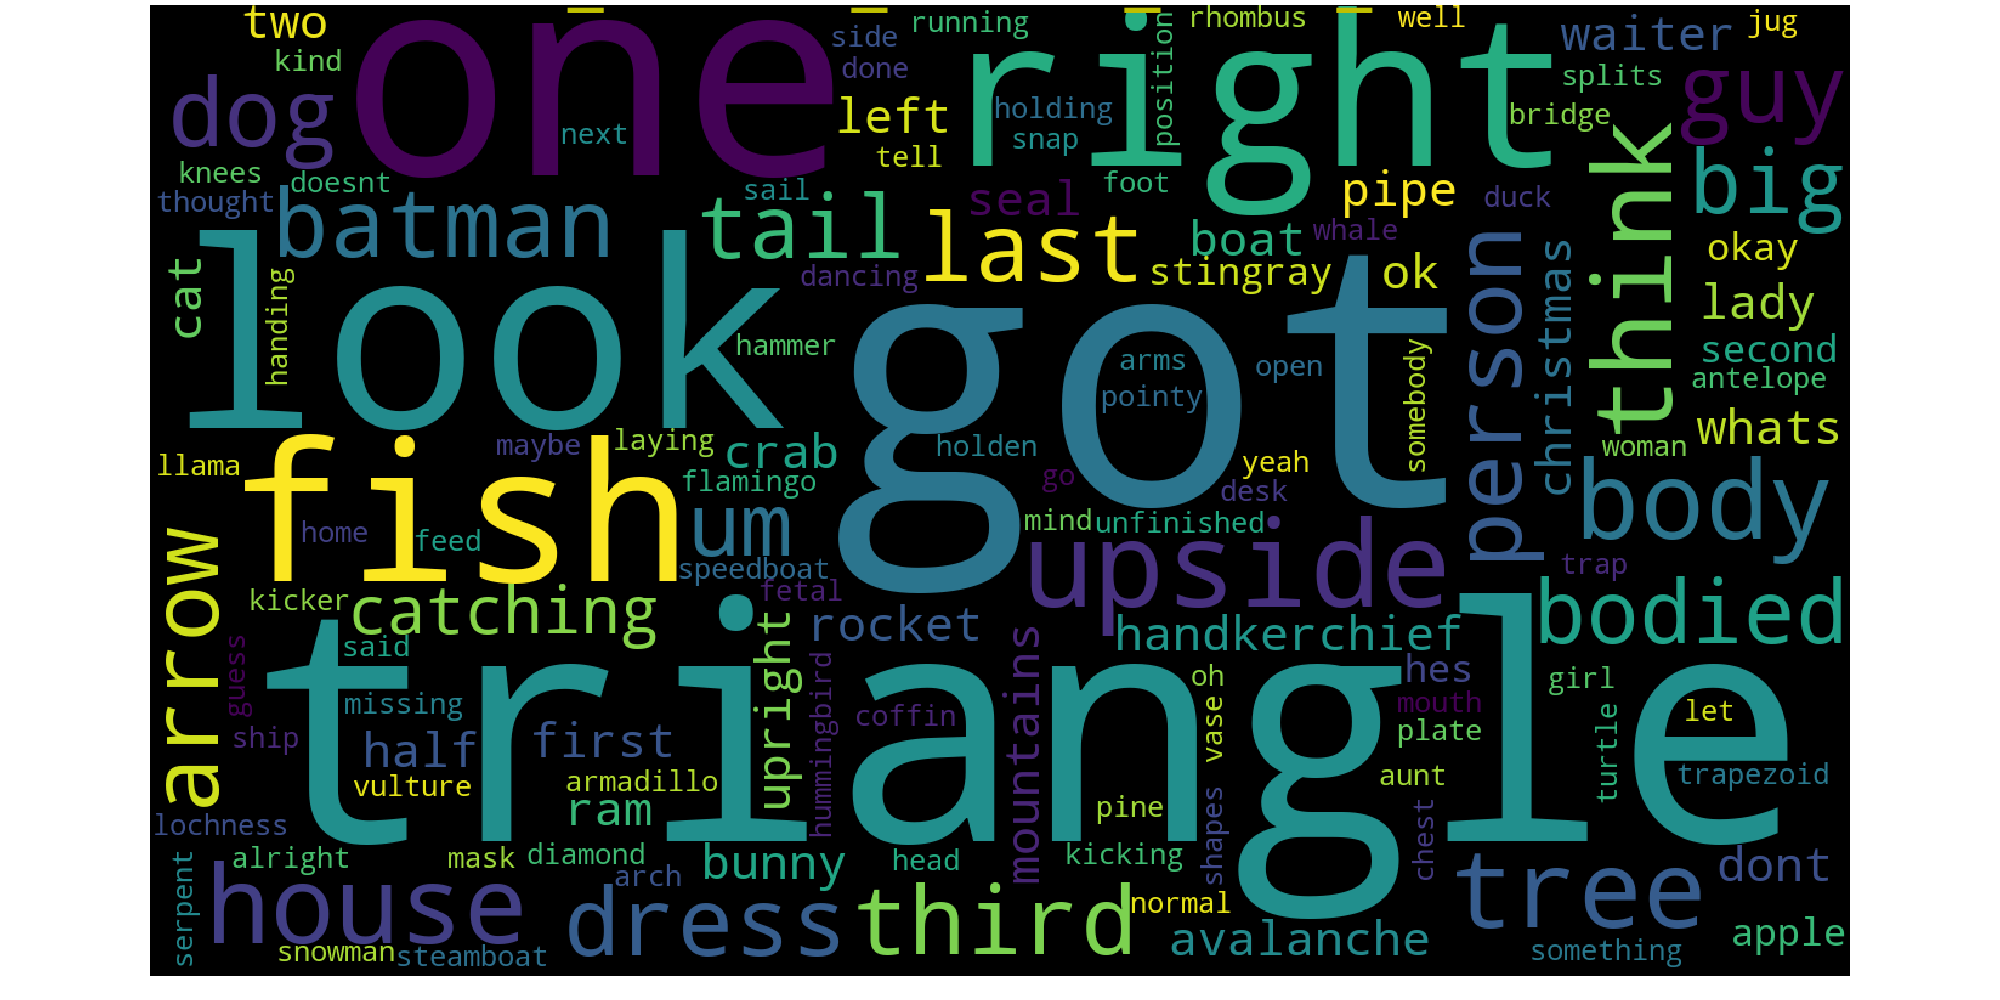 two
one
running
rhombus
well
jug
kind
side
done
right
position
waiter
splits
guy
dog
next
left
holding
snap
tell
bridge
knees
doesnt
thought
batman
sail
tail
seal
foot
last
pipe
boat
whale
duck
think
big
okay
cat
handing
look
dancing
stingray
ok
got
person
christmas
lady
hammer
arms
pointy
open
somebody
second
antelope
whats
woman
llama
fish
maybe
laying
crab
flamingo
holden
yeah
go
desk
body
home
feed
um
mind
unfinished
speedboat
upside
trap
arrow
kicker
catching
fetal
rocket
handkerchief
bodied
guess
said
triangle
upright
hummingbird
mountains
oh
hes
girl
missing
ship
half
first
coffin
vase
mouth
plate
turtle
let
vulture
armadillo
ram
aunt
trapezoid
pine
shapes
chest
lochness
alright
mask
diamond
arch
bunny
head
kicking
dont
serpent
house
dress
third
normal
tree
snowman
steamboat
avalanche
something
apple